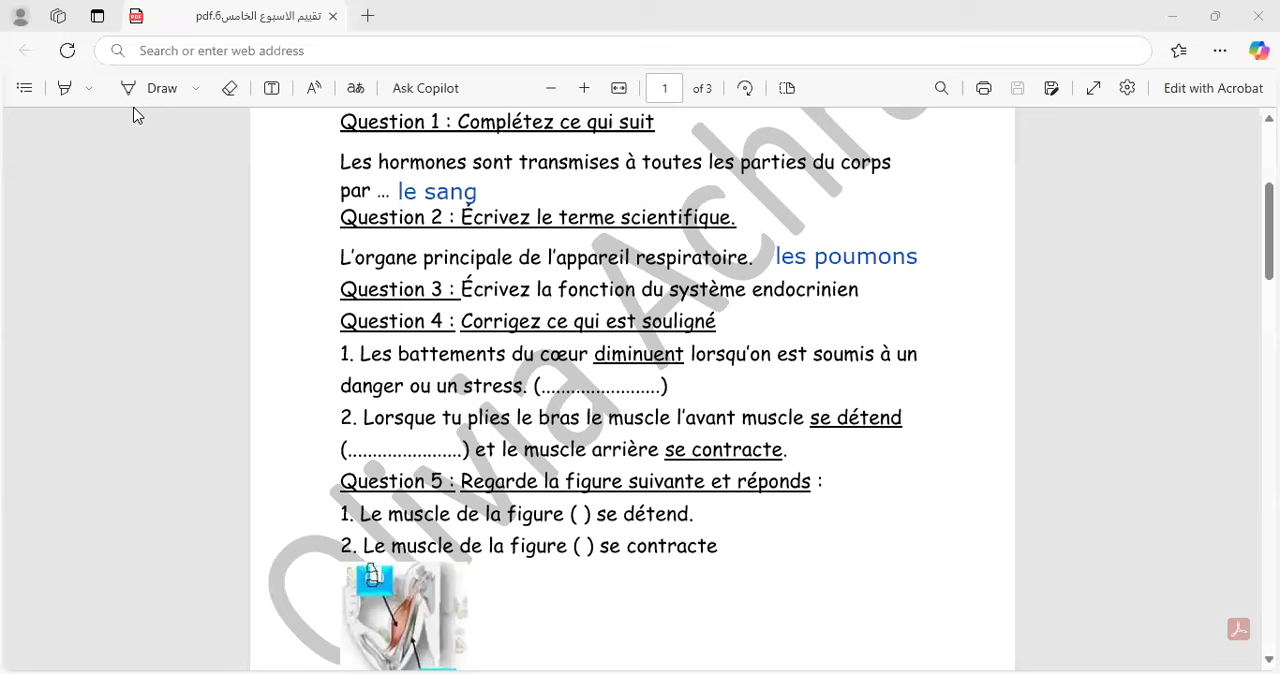 تقييم الاسبوع الخامس6.pdf
Search or enter web address
Draw
Ask Copilot
1 of 3
Edit with Acrobat
Question 1 : Complétez ce qui suit
Les hormones sont transmises à toutes les parties du corps
par ... le sang
Question 2 : Écrivez le terme scientifique.
L'organe principale de l'appareil respiratoire. les poumons
Question 3 : Écrivez la fonction du système endocrinien
Question 4 : Corrigez ce qui est souligné
1. Les battements du cœur diminuent lorsqu'on est soumis à un
danger ou un stress. (........................)
2. Lorsque tu plies le bras le muscle l'avant muscle se détend
(.......................) et le muscle arrière se contracte.
Question 5 : Regarde la figure suivante et réponds :
1. Le muscle de la figure ( ) se détend.
2. Le muscle de la figure ( ) se contracte